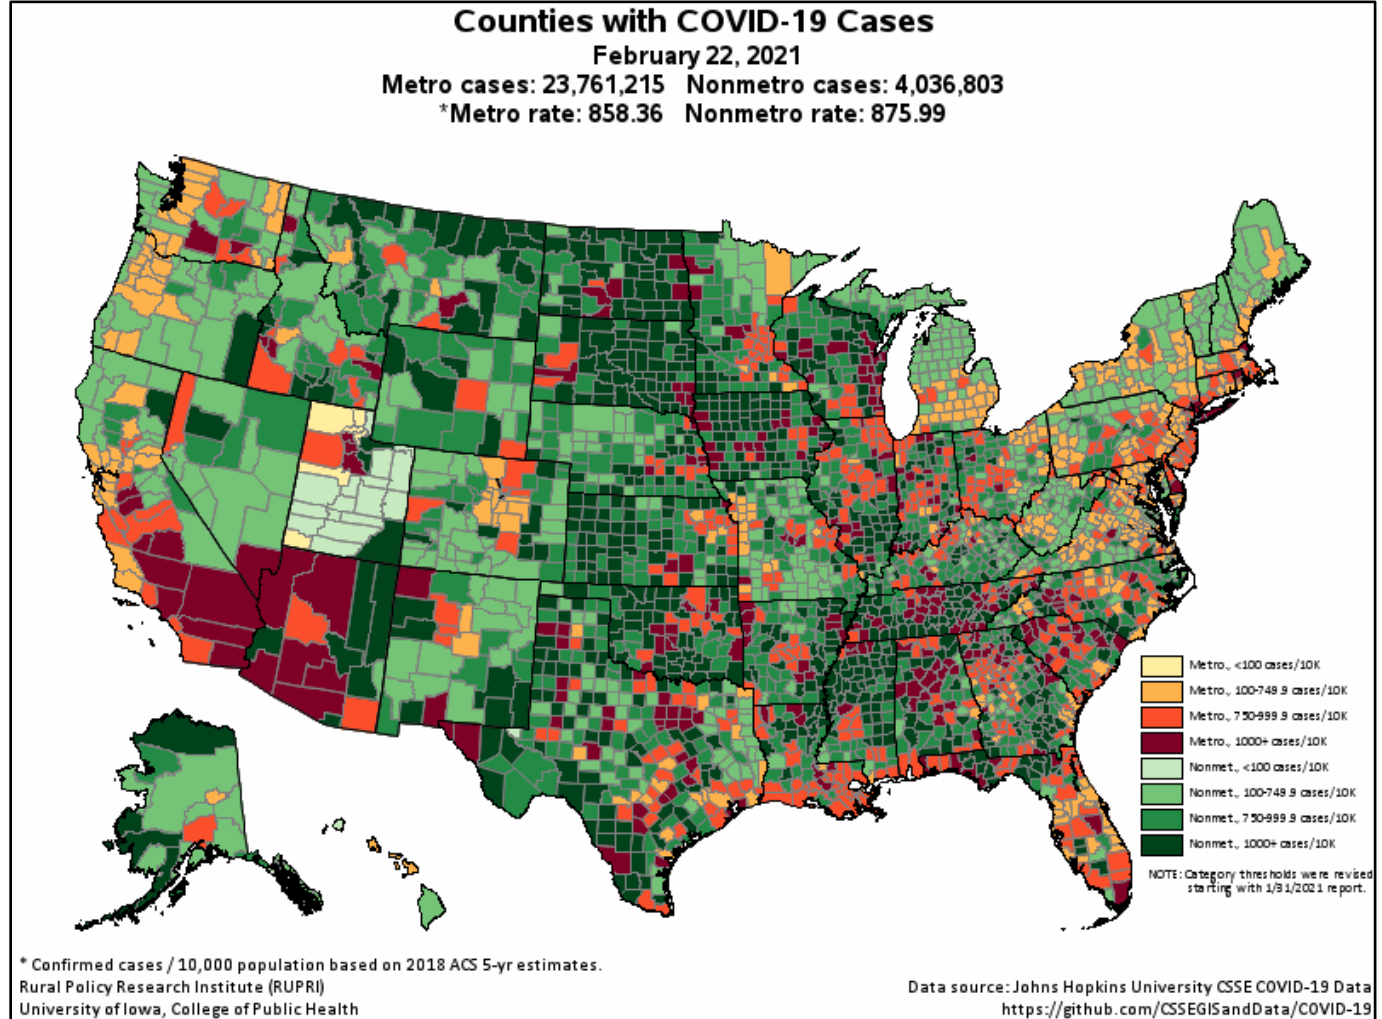 Counties with COVID-19 Cases
February 22, 2021
Metro cases: 23,761,215 Nonmetro cases: 4,036,803
*Metro rate: 858.36 Nonmetro rate: 875.99
Metro., <100 cases/10K
Metro., 100-749.9 cases/10K
Metro., 750-999.9 cases/10K
Metro., 1000+ cases/10K
Nonmet., <100 cases/10K
Nonmet., 100-749.9 cases/10K
Nonmet., 750-999.9 cases/10K
Nonmet., 1000+ cases/10K
NOTE: Category thresholds were revised
starting with 1/31/2021 report.
* Confirmed cases / 10,000 population based on 2018 ACS 5-yr estimates.
Rural Policy Research Institute (RUPRI)
University of Iowa, College of Public Health
Data source: Johns Hopkins University CSSE COVID-19 Data
https://github.com/CSSEGISandData/COVID-19